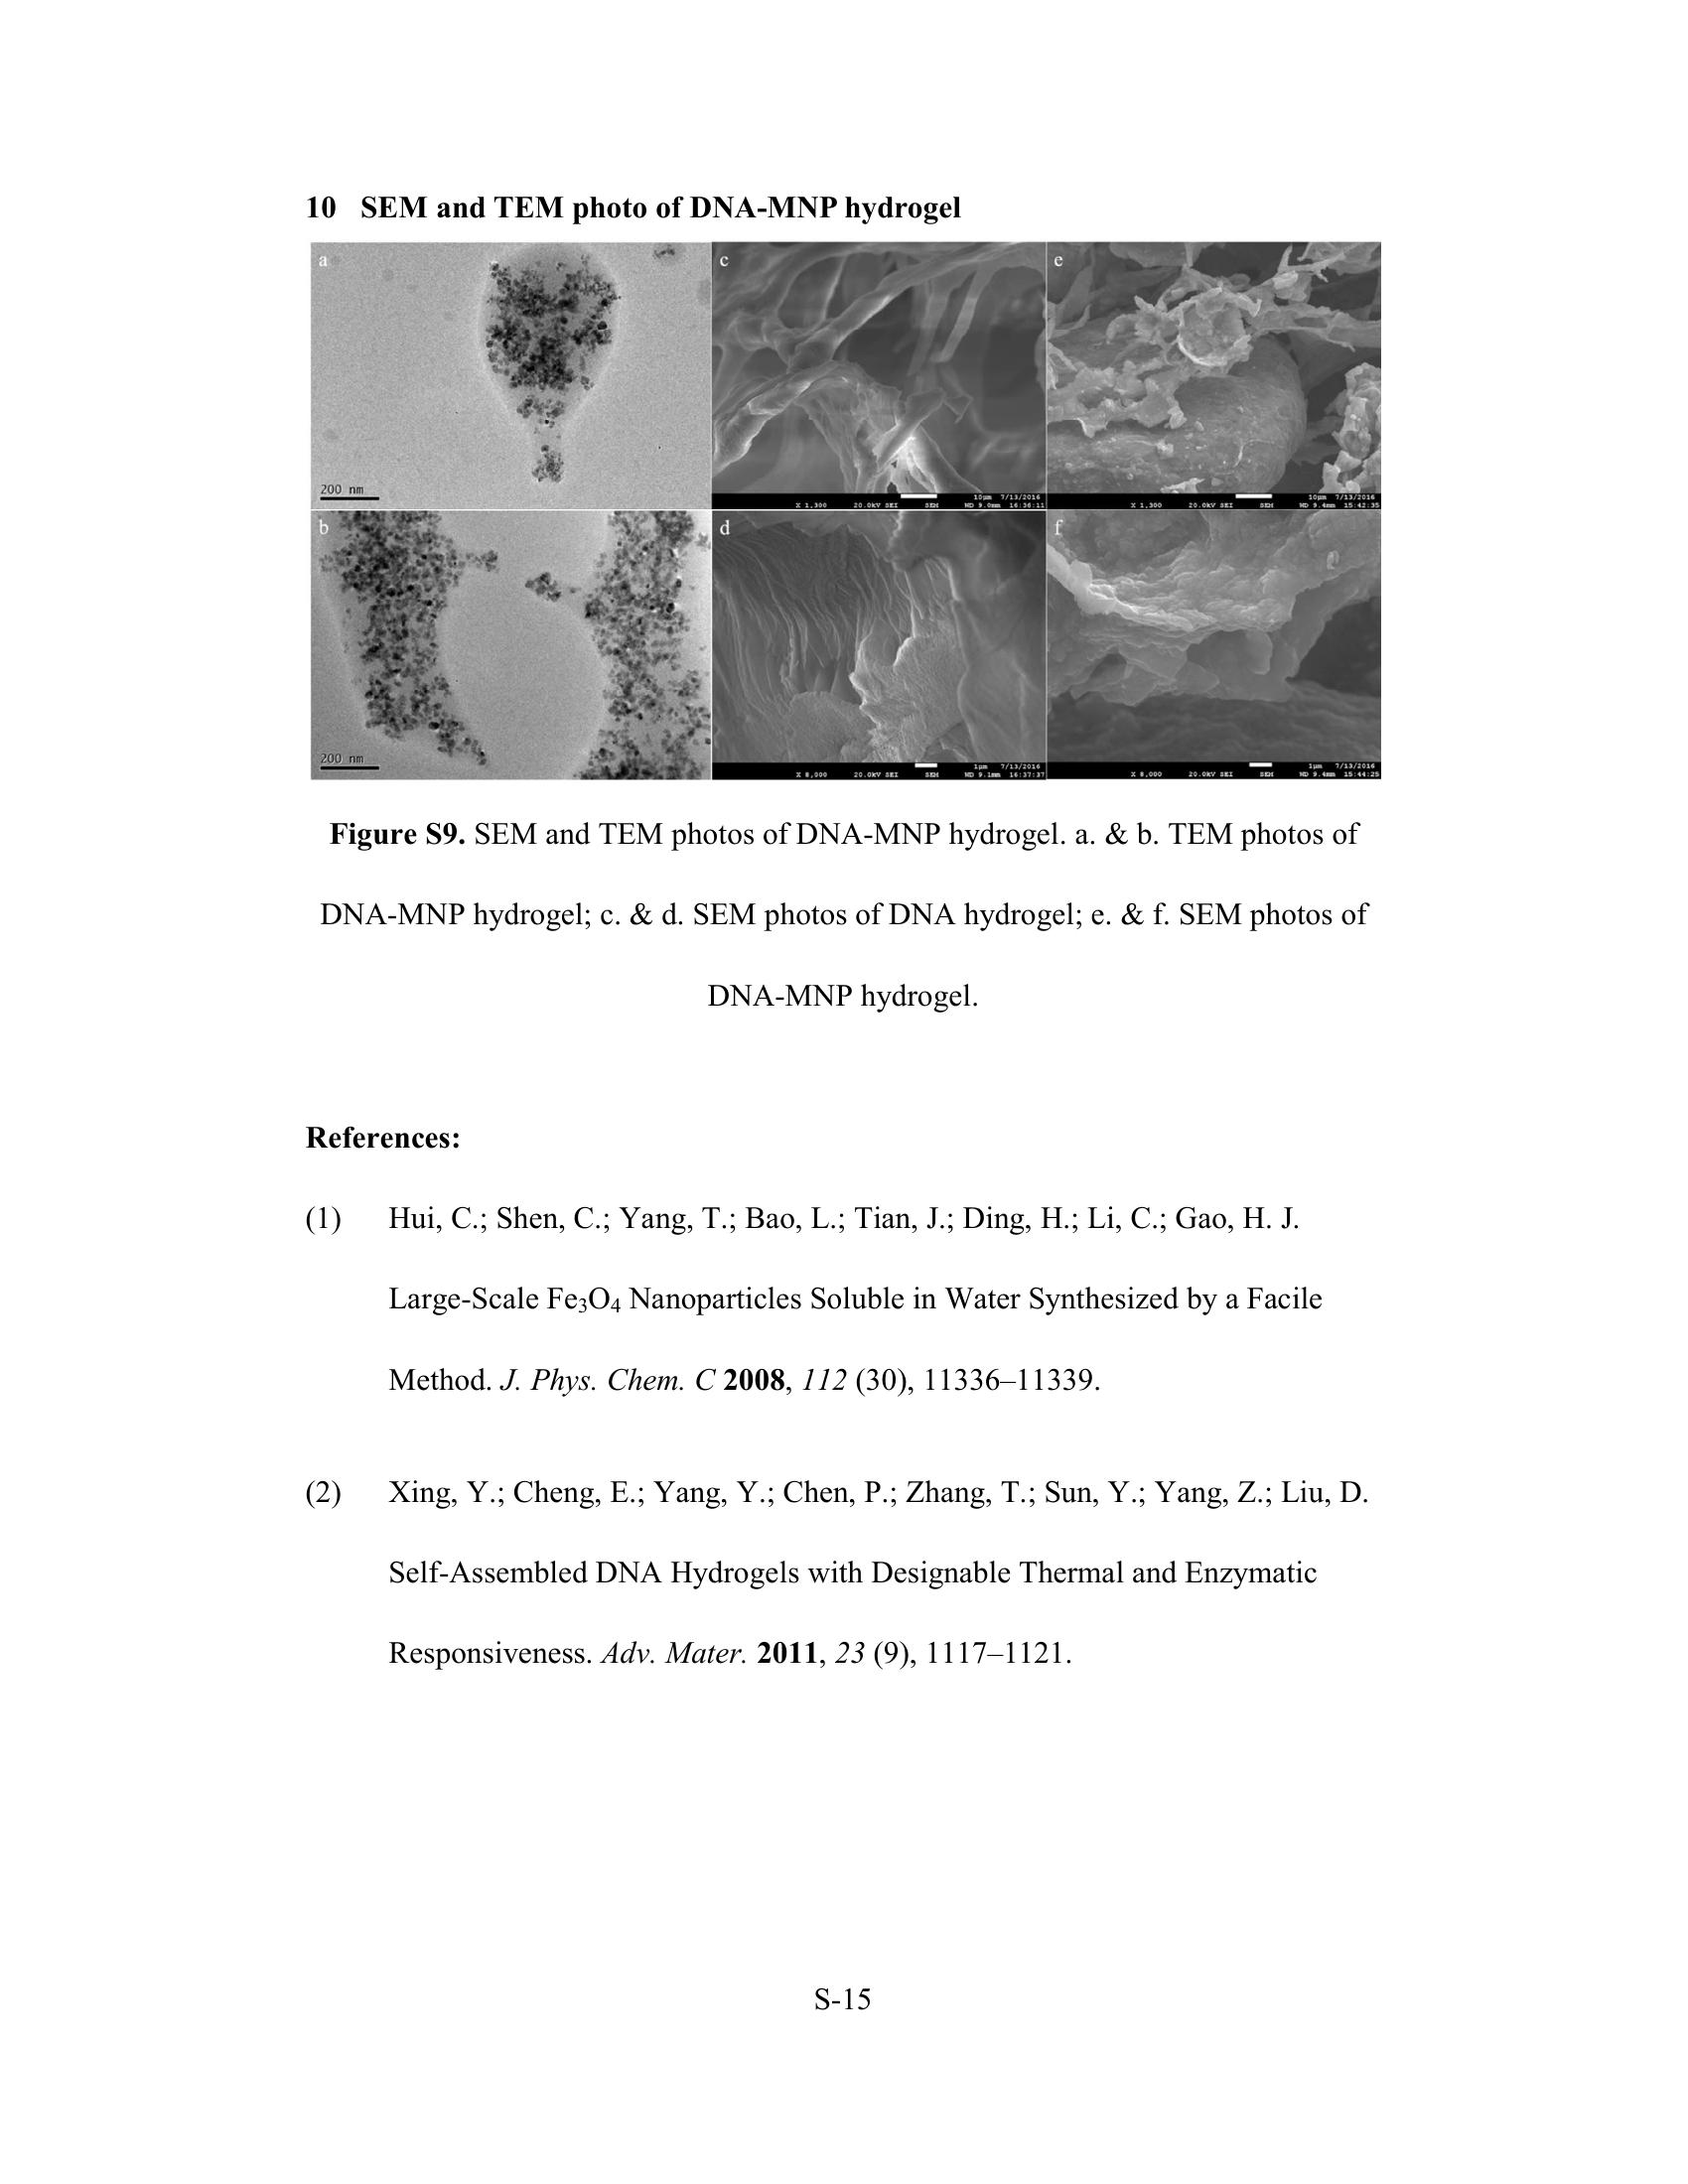 10 SEM and TEM photo of DNA-MNP hydrogel
a
c
e
200 nm
10μm 7/13/2016
X 1,300 20.0kV SEI SEM WD 9.0mm 16:36:11
10μm 7/13/2016
X 1,300 20.0kV SEI SEM WD 9.4mm 15:42:35
b
d
f
200 nm
1μm 7/13/2016
X 8,000 20.0kV SEI SEM WD 9.1mm 16:37:37
1μm 7/13/2016
X 8,000 20.0kV SEI SEM WD 9.4mm 15:44:25
Figure S9. SEM and TEM photos of DNA-MNP hydrogel. a. & b. TEM photos of
DNA-MNP hydrogel; c. & d. SEM photos of DNA hydrogel; e. & f. SEM photos of
DNA-MNP hydrogel.
References:
(1) Hui, C.; Shen, C.; Yang, T.; Bao, L.; Tian, J.; Ding, H.; Li, C.; Gao, H. J.
Large-Scale Fe₃O₄ Nanoparticles Soluble in Water Synthesized by a Facile
Method. J. Phys. Chem. C 2008, 112 (30), 11336–11339.
(2) Xing, Y.; Cheng, E.; Yang, Y.; Chen, P.; Zhang, T.; Sun, Y.; Yang, Z.; Liu, D.
Self-Assembled DNA Hydrogels with Designable Thermal and Enzymatic
Responsiveness. Adv. Mater. 2011, 23 (9), 1117–1121.
S-15